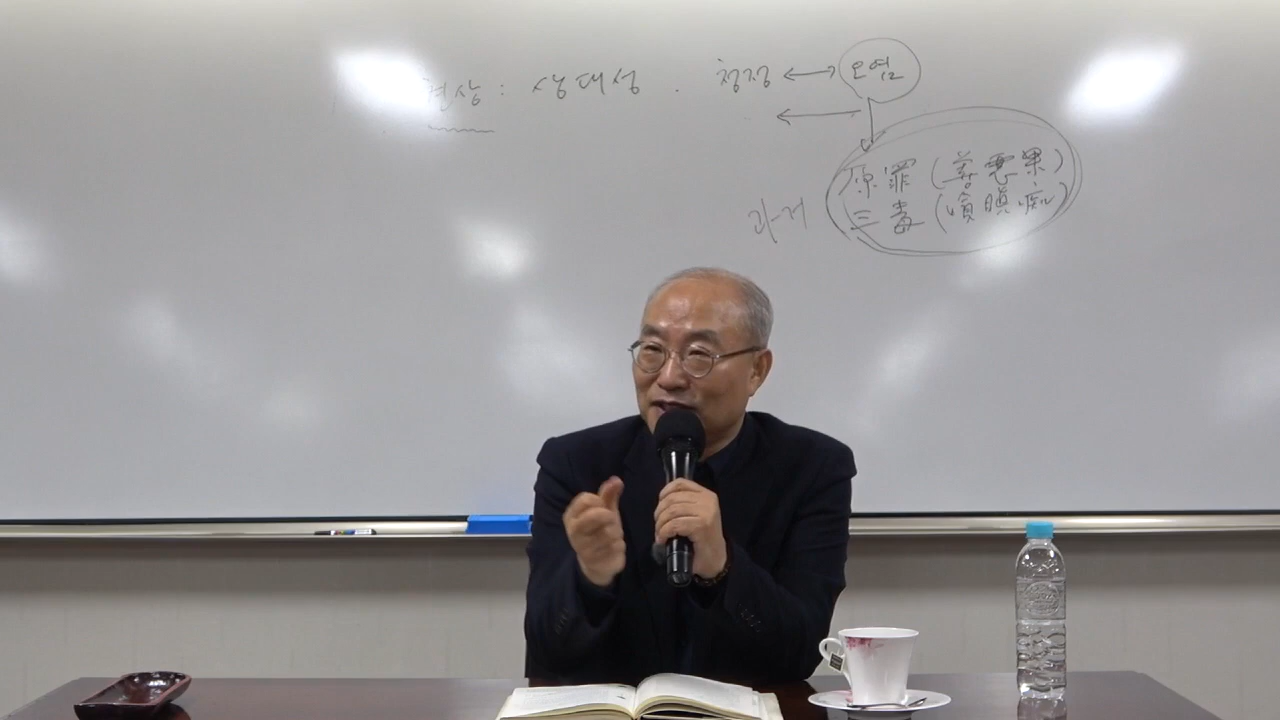 현상 : 상대성 . 청정 ↔ 오염
原罪 (善惡果)
과거 三毒 (貪瞋痴)